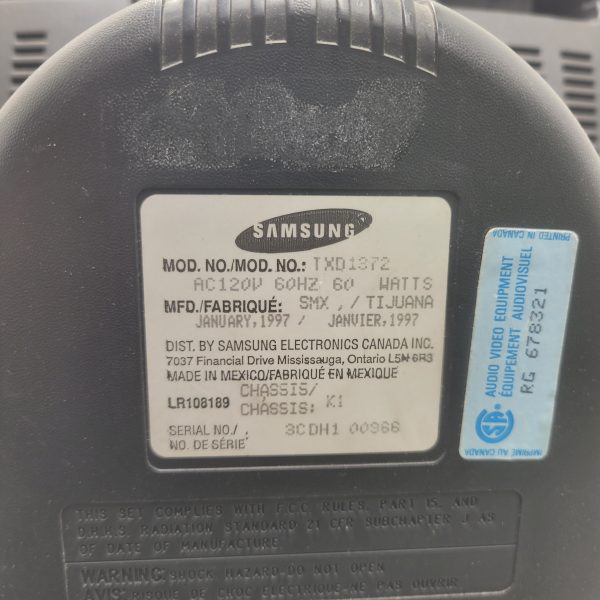 SAMSUNG
MOD. NO./MOD. NO.: TXD1372
AC120V 60HZ 60 WATTS
MFD./FABRIQUÉ: SMX , / TIJUANA
JANUARY,1997 / JANVIER,1997
DIST. BY SAMSUNG ELECTRONICS CANADA INC.
7037 Financial Drive Mississauga, Ontario L5N 6R3
MADE IN MEXICO/FABRIQUÉ EN MEXIQUE
CHASSIS/
LR108189 CHÁSSIS: K1
SERIAL NO./
NO. DE SÉRIE 3CDH1 00966
PRINTED IN CANADA
AUDIO VIDEO EQUIPMENT
ÉQUIPEMENT AUDIOVISUEL
RG 678321
IMPRIMÉ AU CANADA
THIS SET COMPLIES WITH F.C.C. RULES, PART 15, AND
D.H.H.S RADIATION STANDARD 21 CFR SUBCHAPTER J AS
OF DATE OF MANUFACTURE
WARNING: SHOCK HAZARD-DO NOT OPEN
AVIS: RISQUE DE CHOC ELECTRIQUE-NE PAS OUVRIR